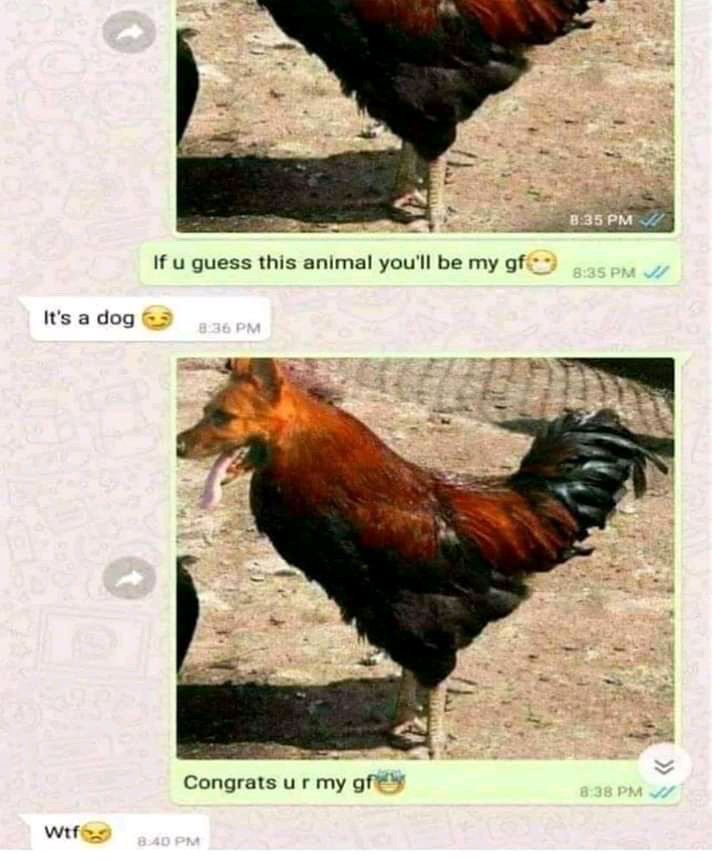 8:35 PM
If u guess this animal you'll be my gf😁 8:35 PM
It's a dog 😏 8:36 PM
Congrats u r my gf🤩 8:38 PM
Wtf😣 8:40 PM